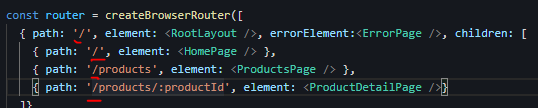 const router = createBrowserRouter([
{ path: '/', element: <RootLayout />, errorElement:<ErrorPage />, children: [
{ path: '/', element: <HomePage /> },
{ path: '/products', element: <ProductsPage /> },
{ path: '/products/:productId', element: <ProductDetailPage />}
]}